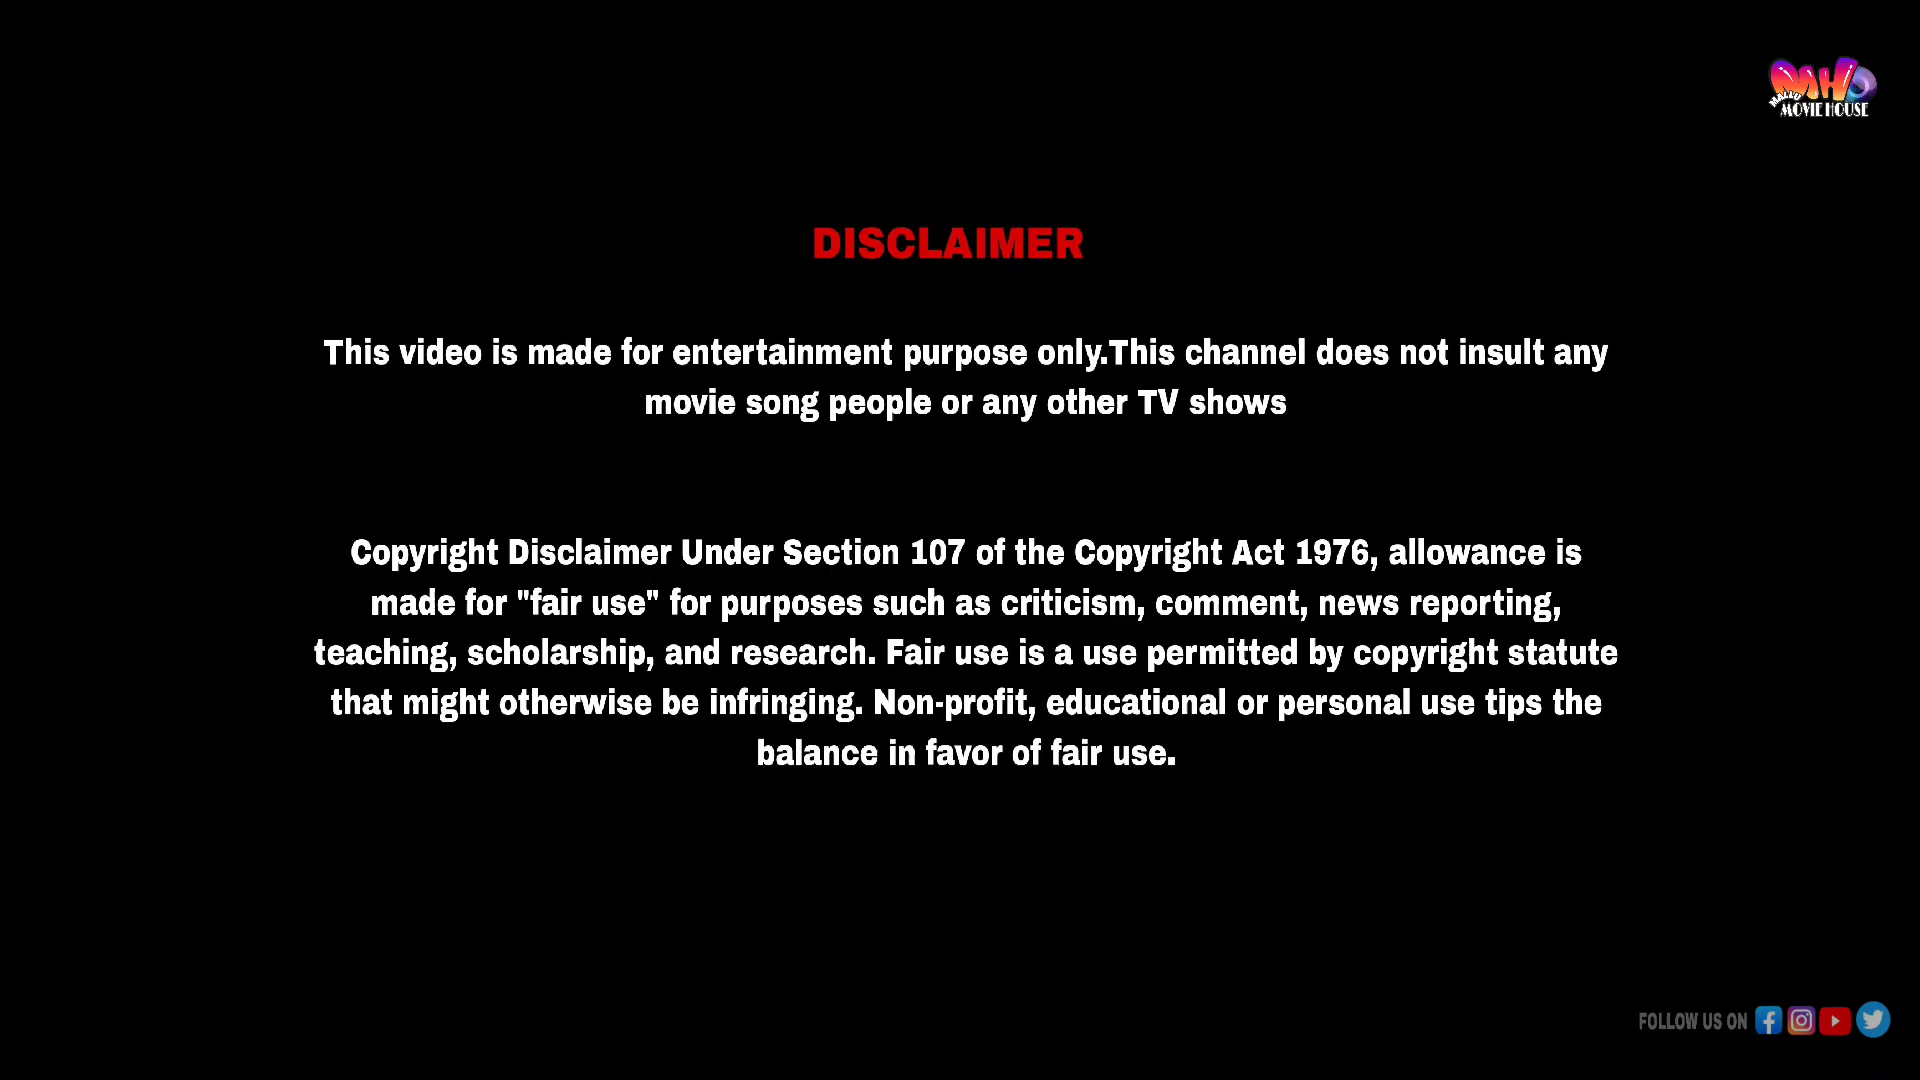 MALLU
MOVIE HOUSE
DISCLAIMER
This video is made for entertainment purpose only.This channel does not insult any
movie song people or any other TV shows
Copyright Disclaimer Under Section 107 of the Copyright Act 1976, allowance is
made for "fair use" for purposes such as criticism, comment, news reporting,
teaching, scholarship, and research. Fair use is a use permitted by copyright statute
that might otherwise be infringing. Non-profit, educational or personal use tips the
balance in favor of fair use.
FOLLOW US ON